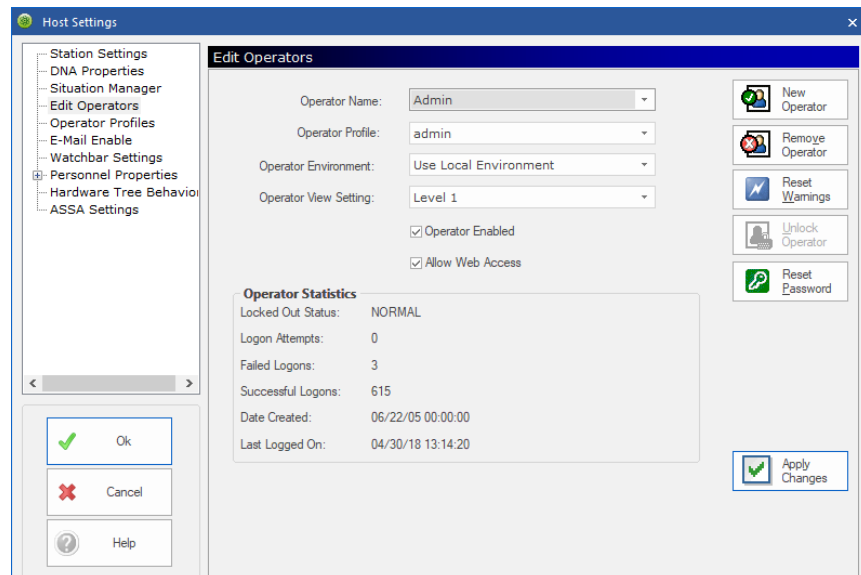 Host Settings
Station Settings
DNA Properties
Situation Manager
Edit Operators
Operator Profiles
E-Mail Enable
Watchbar Settings
Personnel Properties
Hardware Tree Behavior
ASSA Settings
Ok
Cancel
Help
Edit Operators
Operator Name:
Admin
Operator Profile:
admin
Operator Environment:
Use Local Environment
Operator View Setting:
Level 1
Operator Enabled
Allow Web Access
Operator Statistics
Locked Out Status: NORMAL
Logon Attempts: 0
Failed Logons: 3
Successful Logons: 615
Date Created: 06/22/05 00:00:00
Last Logged On: 04/30/18 13:14:20
New
Operator
Remove
Operator
Reset
Warnings
Unlock
Operator
Reset
Password
Apply
Changes